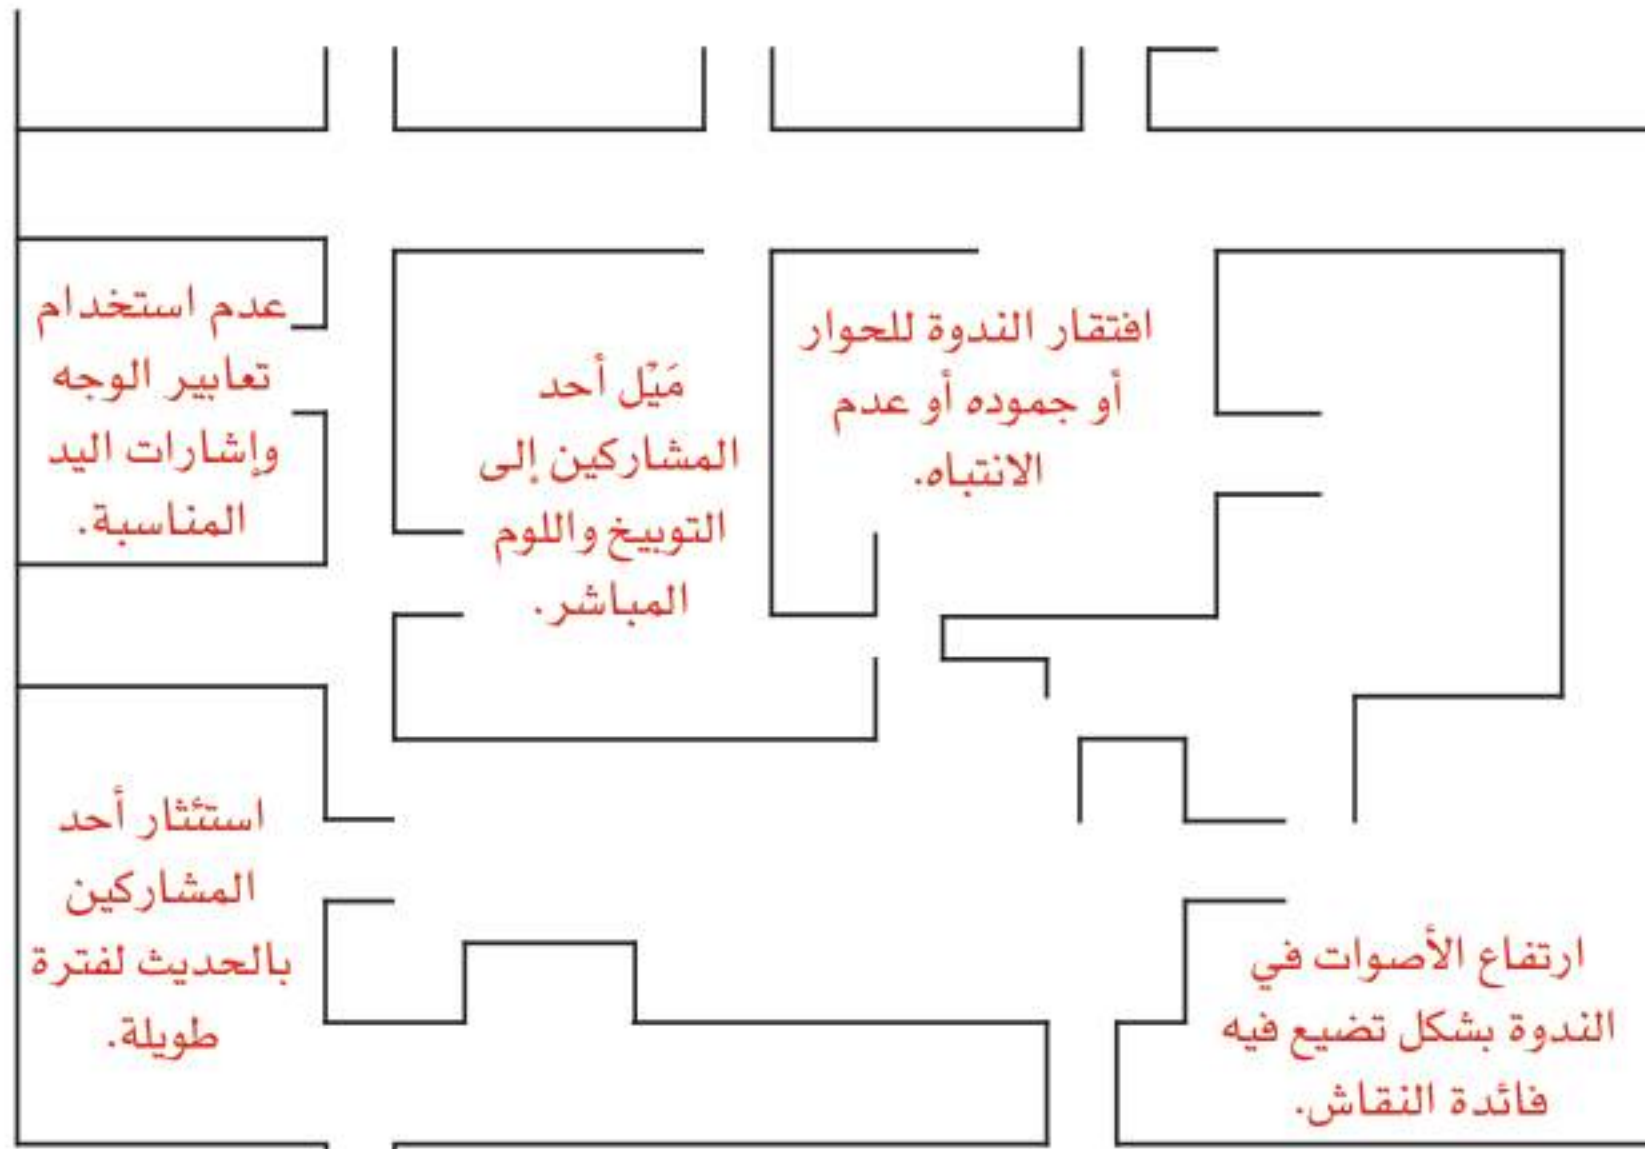 افتقار الندوة للحوار
أو جموده أو عدم
الانتباه.
مَيْل أحد
المشاركين إلى
التوبيخ واللوم
المباشر.
عدم استخدام
تعابير الوجه
وإشارات اليد
المناسبة.
ارتفاع الأصوات في
الندوة بشكل تضيع فيه
فائدة النقاش.
استئثار أحد
المشاركين
بالحديث لفترة
طويلة.